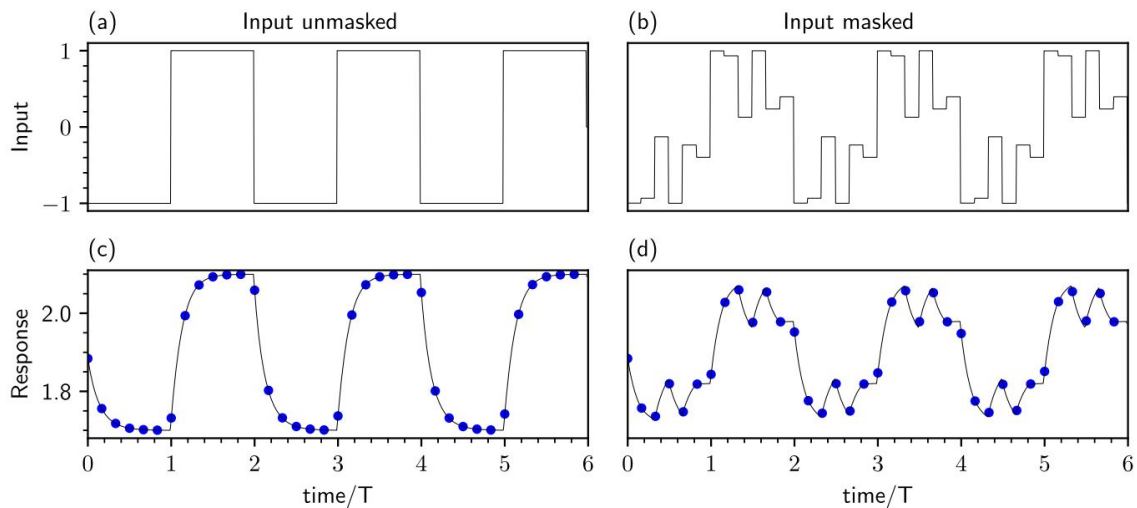 (a) Input unmasked
(b) Input masked
Input
1
0
−1
(c)
(d)
Response
2.0
1.8
0 1 2 3 4 5 6
0 1 2 3 4 5 6
time/T
time/T